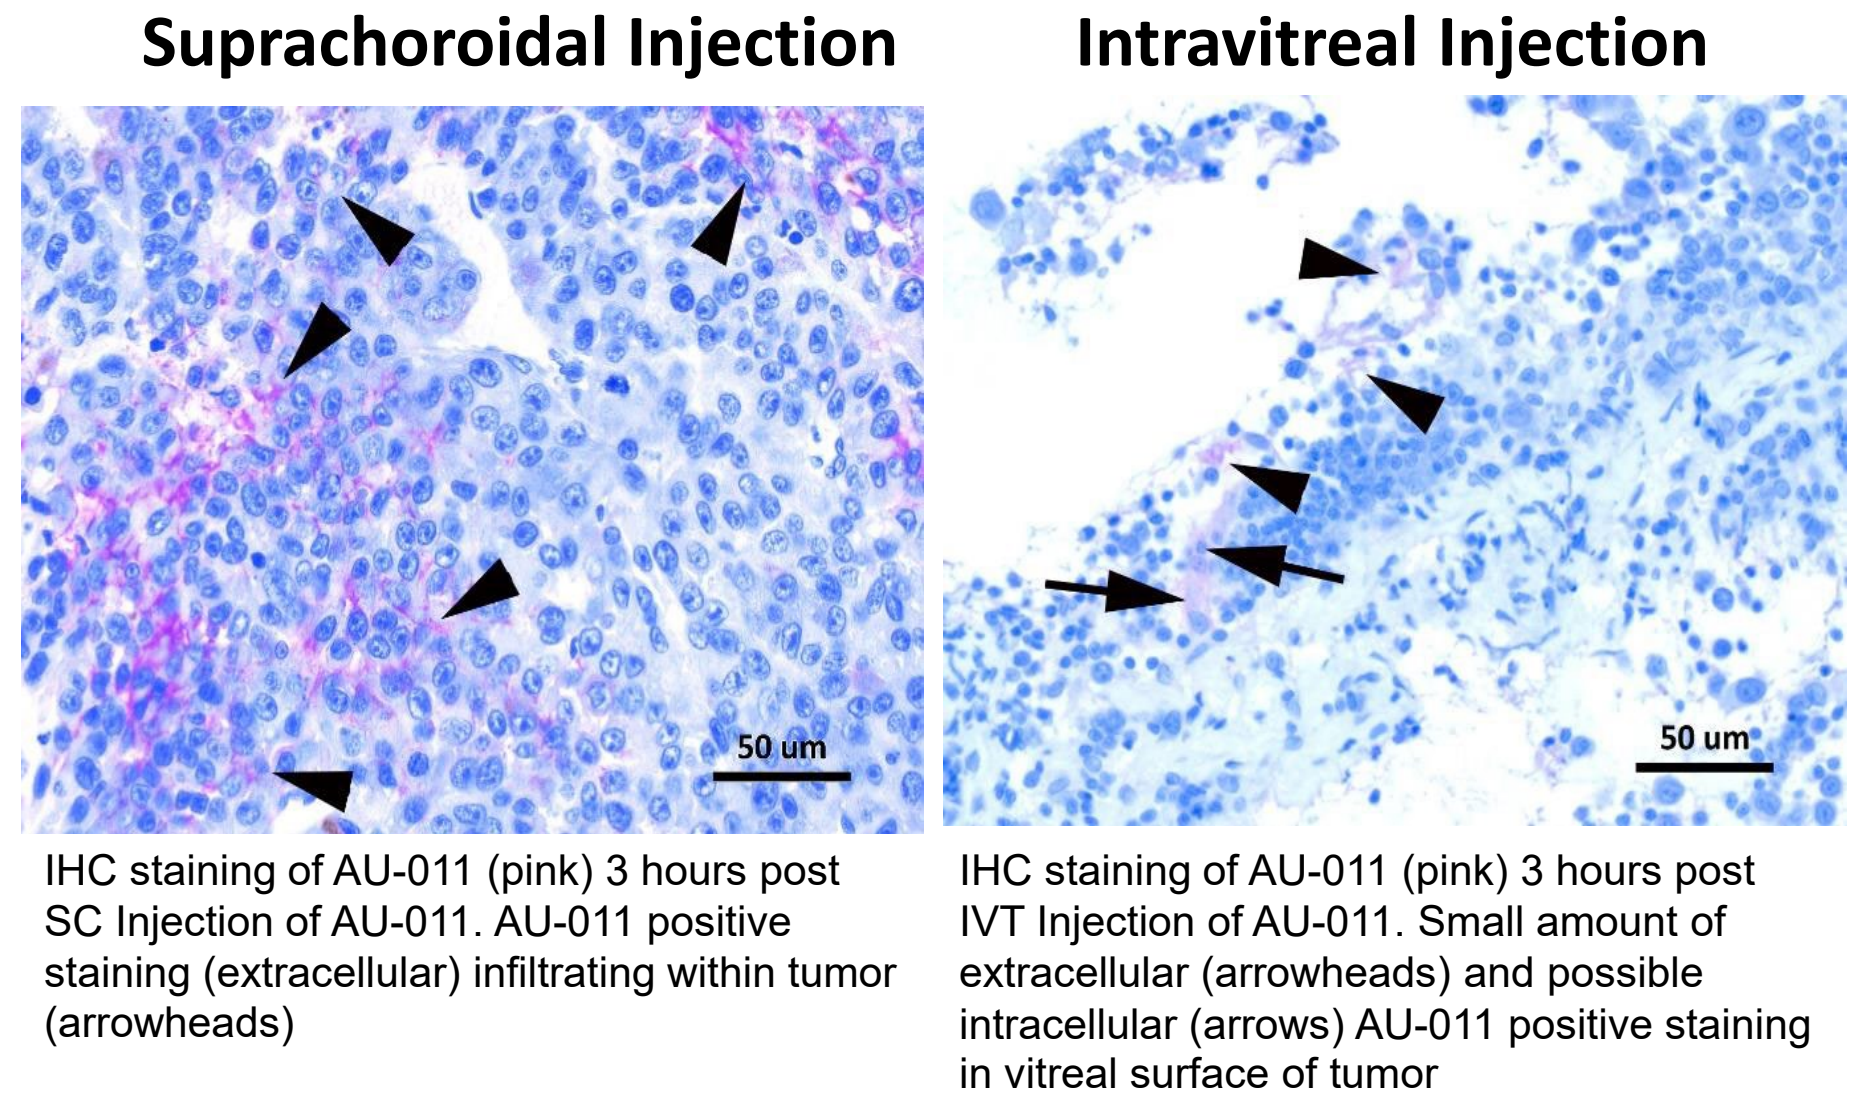 Suprachoroidal Injection
Intravitreal Injection
50 um
50 um
IHC staining of AU-011 (pink) 3 hours post
SC Injection of AU-011. AU-011 positive
staining (extracellular) infiltrating within tumor
(arrowheads)
IHC staining of AU-011 (pink) 3 hours post
IVT Injection of AU-011. Small amount of
extracellular (arrowheads) and possible
intracellular (arrows) AU-011 positive staining
in vitreal surface of tumor